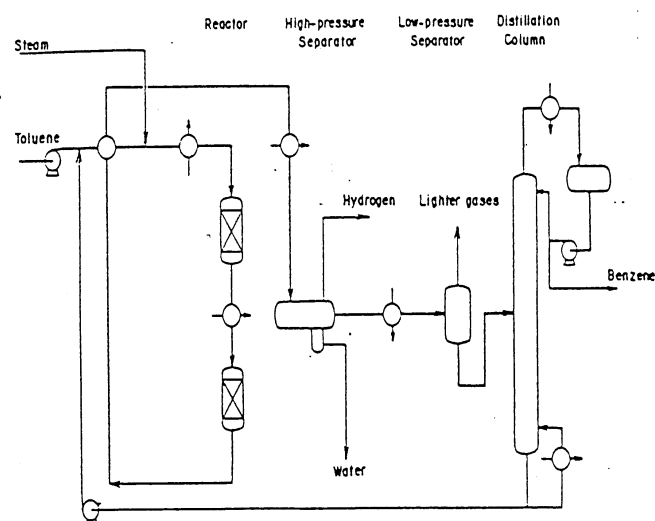 Reactor
High-pressure
Separator
Low-pressure
Separator
Distillation
Column
Steam
Toluene
Hydrogen
Lighter gases
Benzene
Water